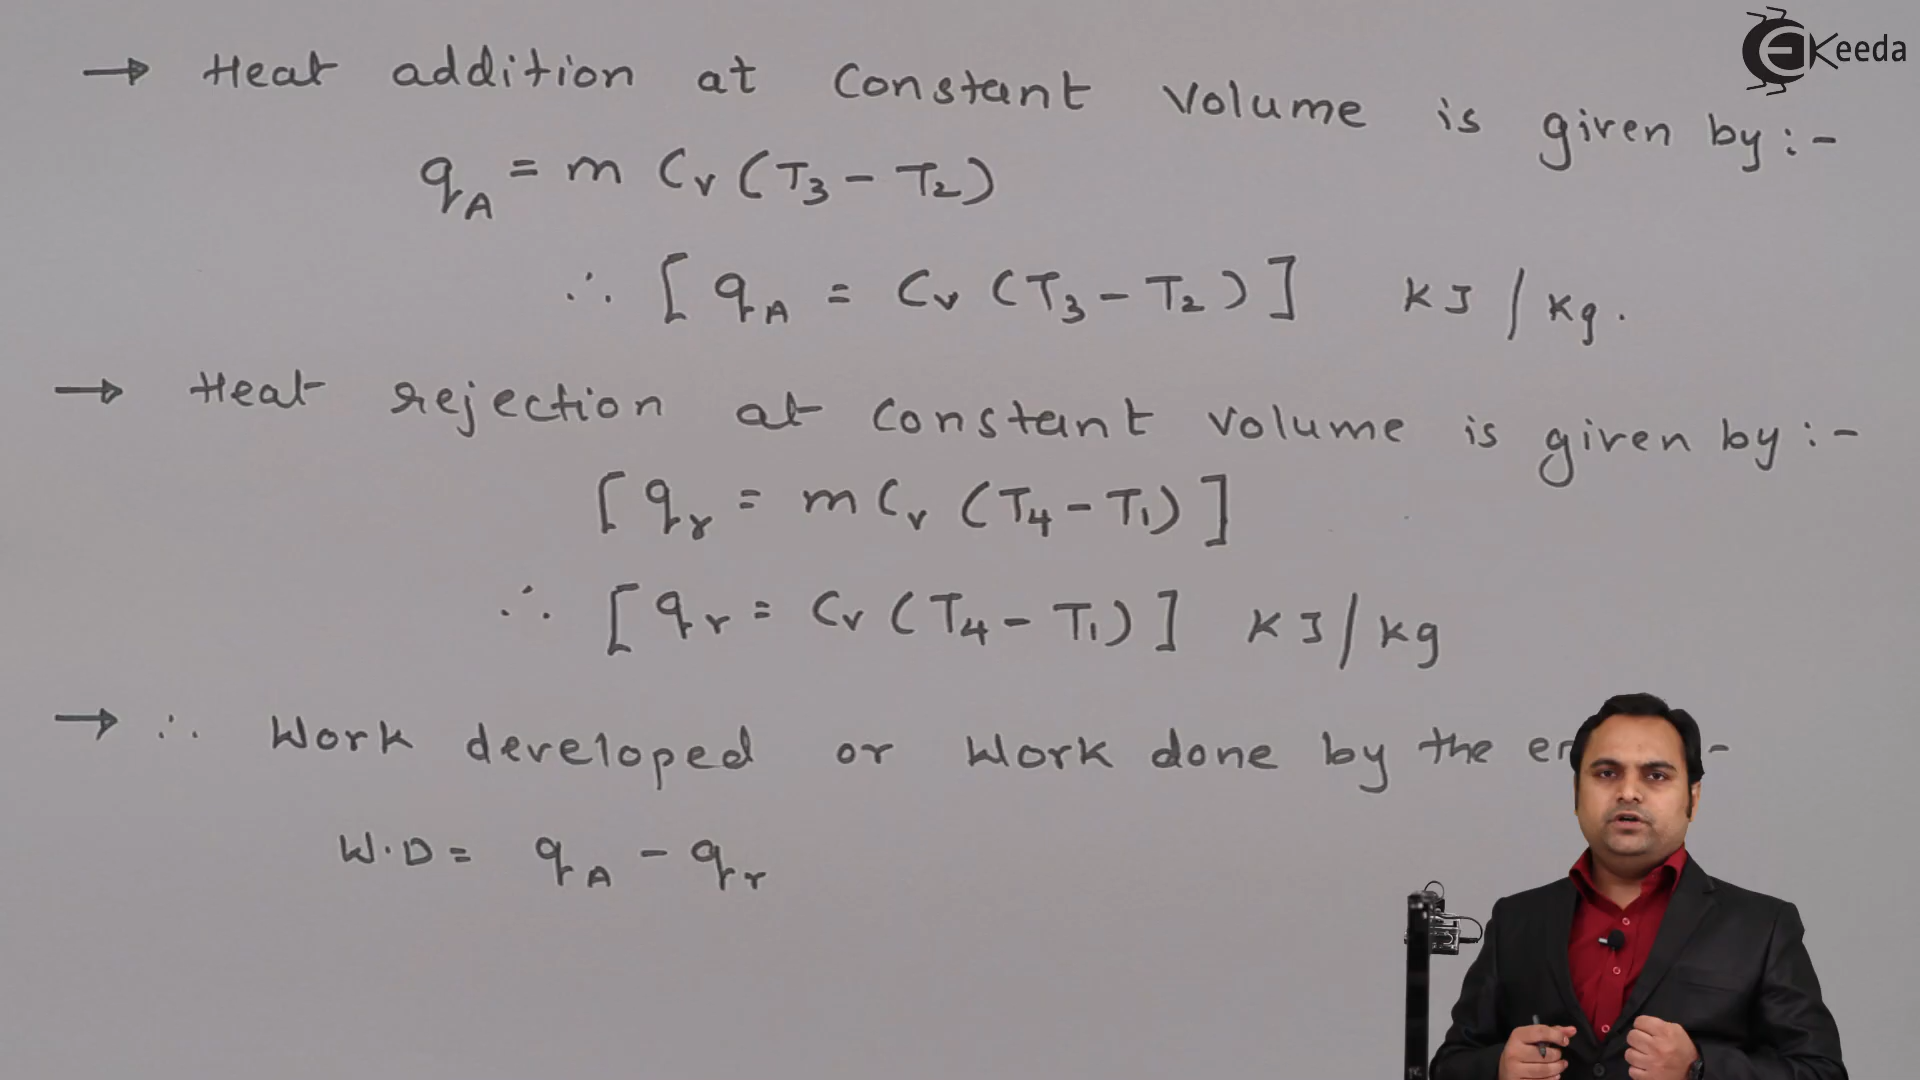 Keeda
→ Heat addition at constant volume is given by:-
qA = m Cv (T3 - T2)
∴ [ qA = Cv (T3 - T2) ] KJ / Kg.
→ Heat rejection at constant volume is given by:-
[ qr = m Cv (T4 - T1) ]
∴ [ qr = Cv (T4 - T1) ] KJ / Kg
→ ∴ Work developed or Work done by the -
W.D = qA - qr